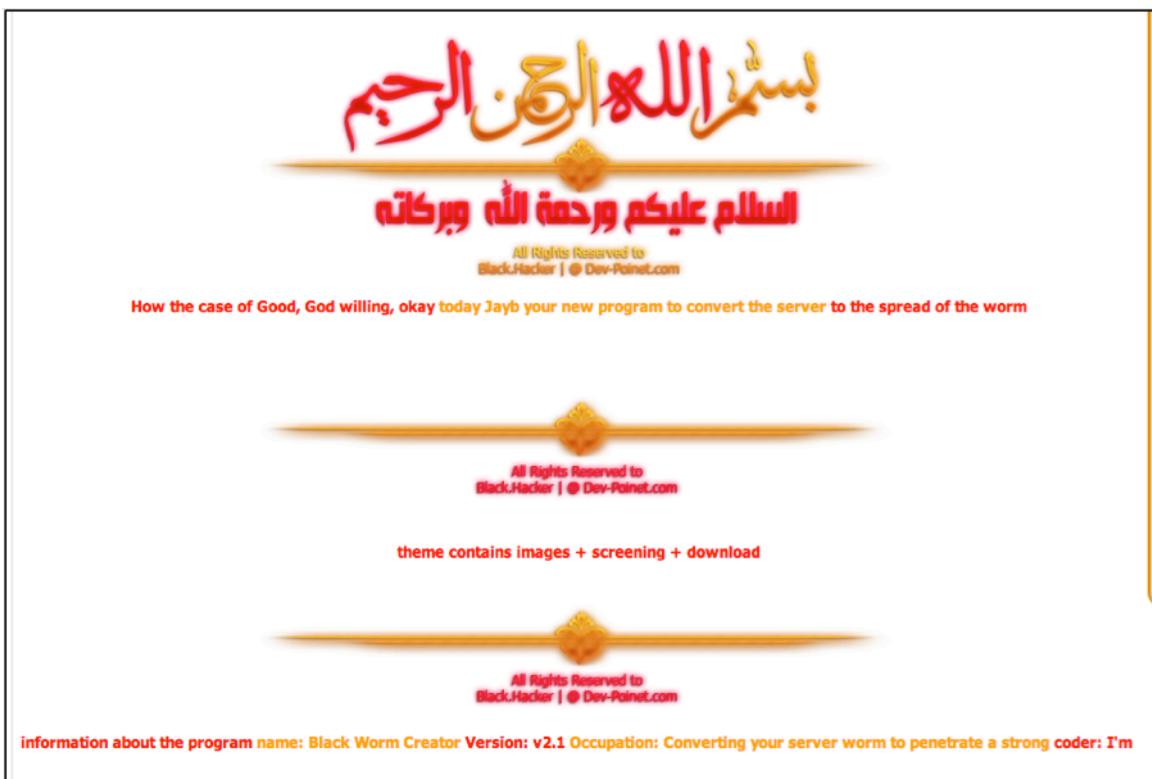 بسم الله الرحمن الرحيم
السلام عليكم ورحمة الله وبركاته
All Rights Reserved to
Black.Hacker | @ Dev-Poinet.com
How the case of Good, God willing, okay today Jayb your new program to convert the server to the spread of the worm
All Rights Reserved to
Black.Hacker | @ Dev-Poinet.com
theme contains images + screening + download
All Rights Reserved to
Black.Hacker | @ Dev-Poinet.com
information about the program name: Black Worm Creator Version: v2.1 Occupation: Converting your server worm to penetrate a strong coder: I'm